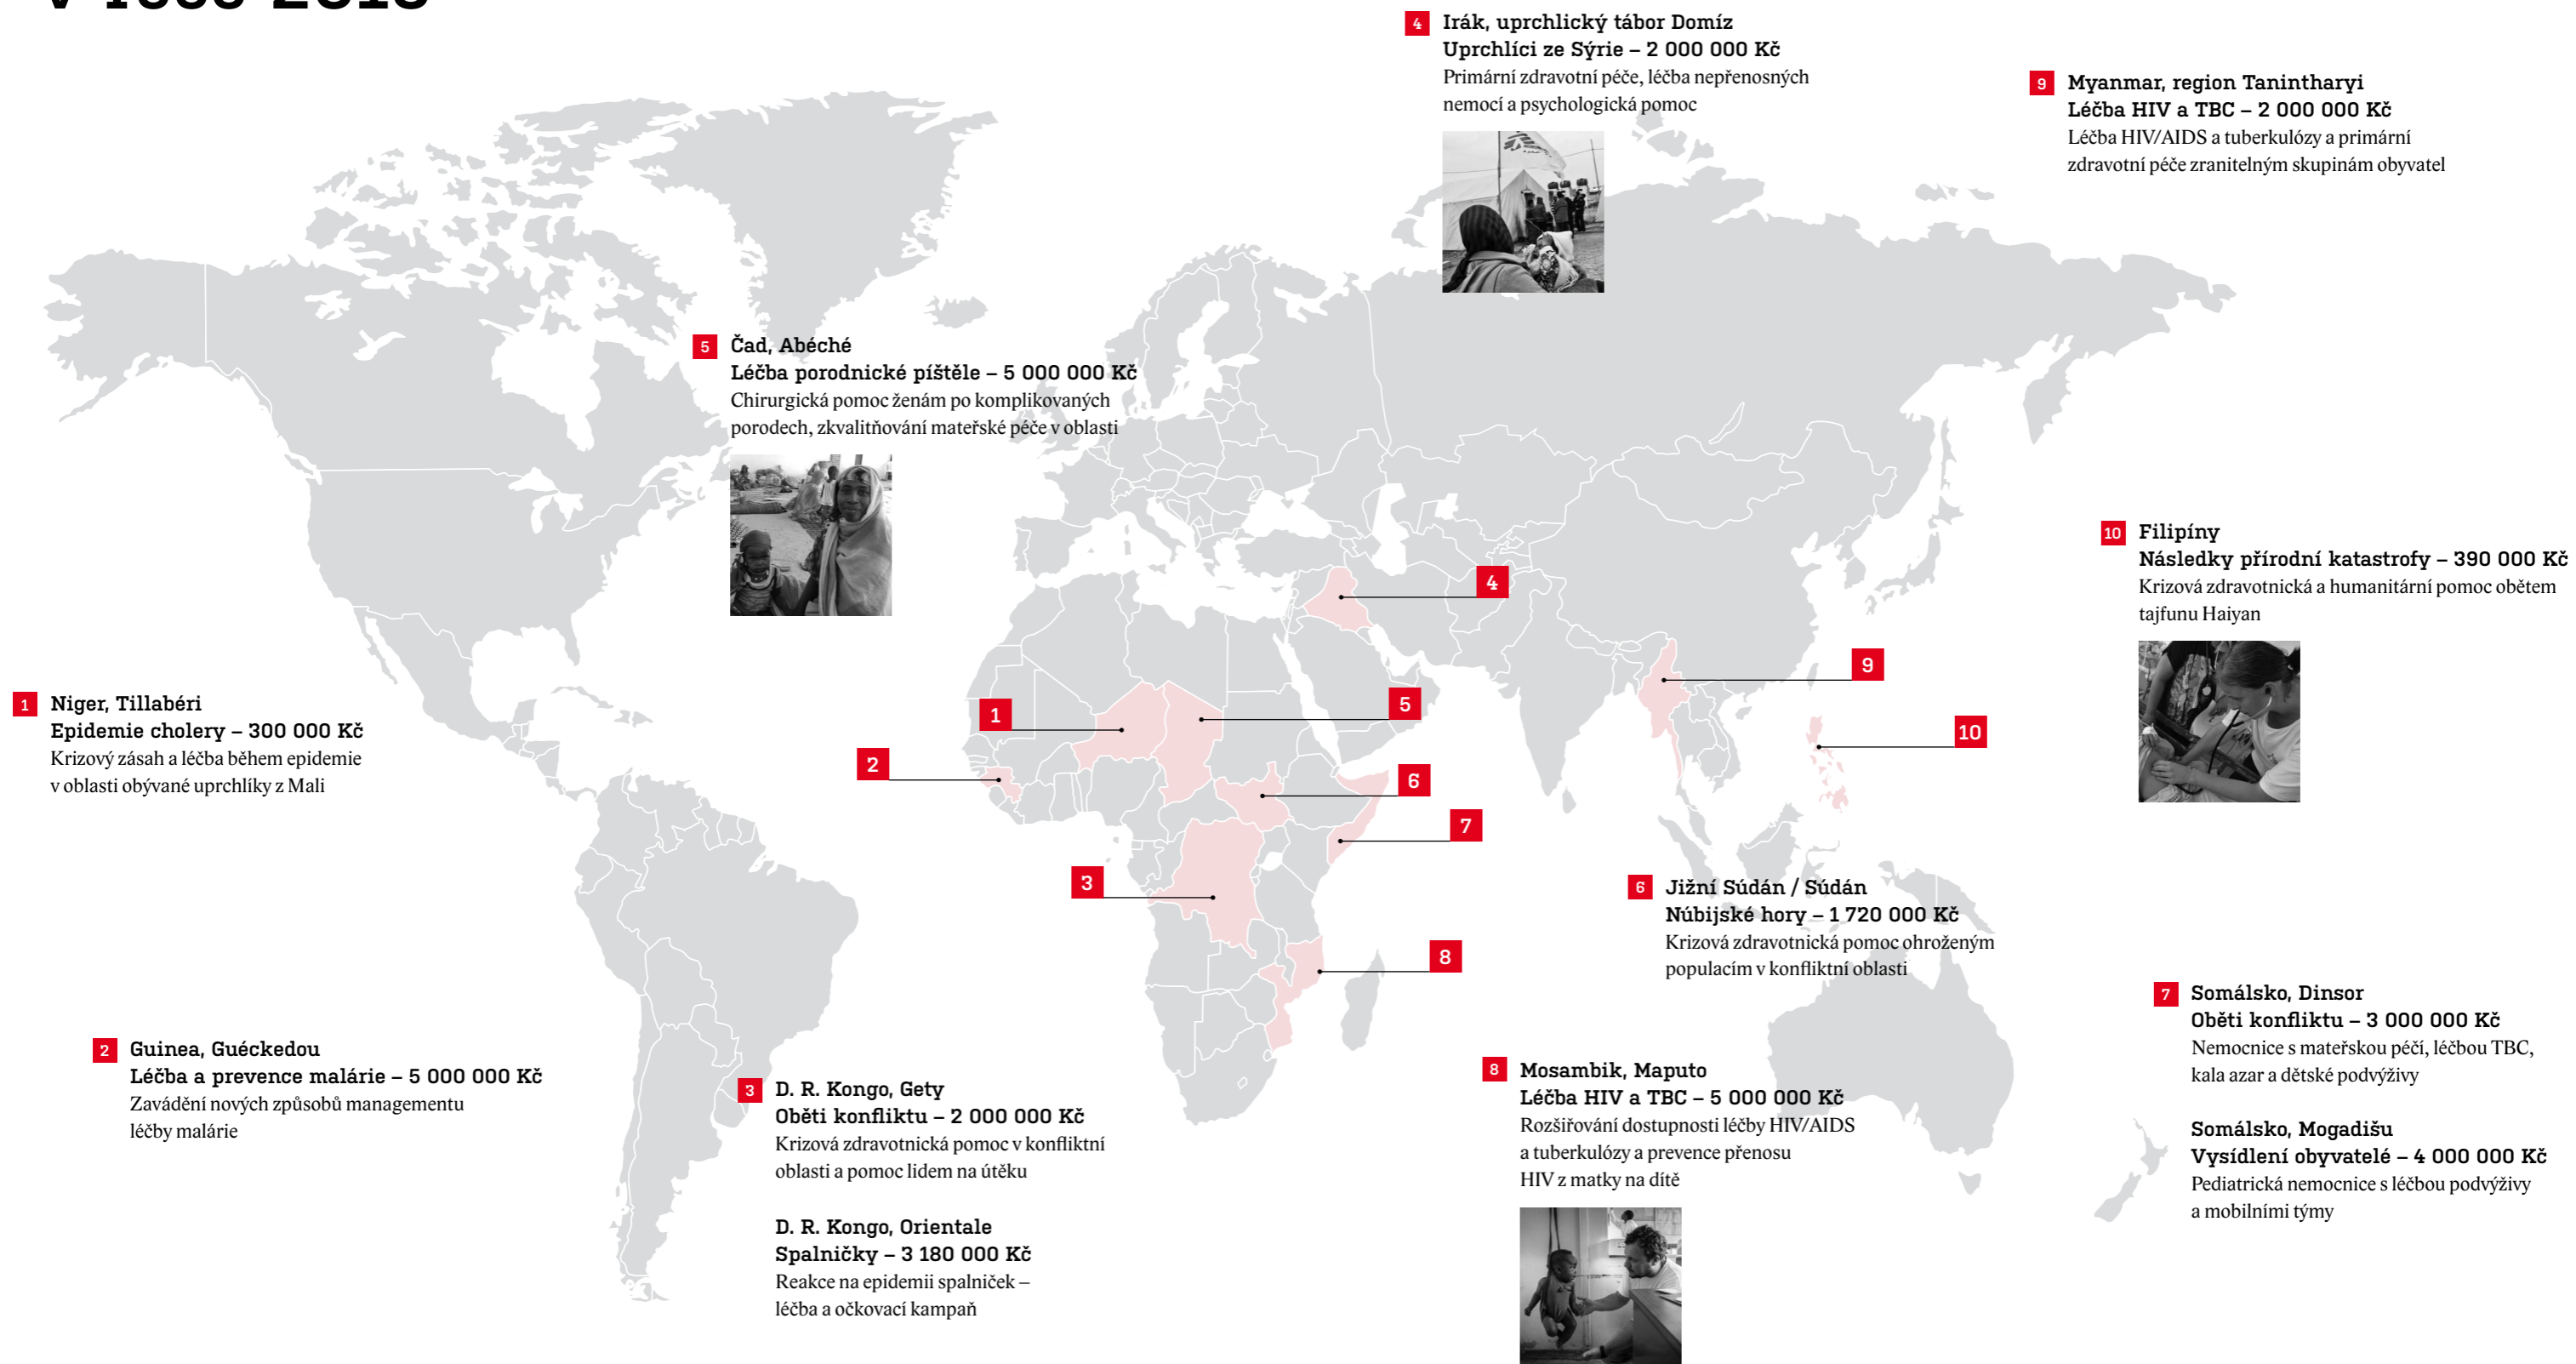 4 Irák, uprchlický tábor Domíz
Uprchlíci ze Sýrie – 2 000 000 Kč
Primární zdravotní péče, léčba nepřenosných
nemocí a psychologická pomoc
9 Myanmar, region Tanintharyi
Léčba HIV a TBC – 2 000 000 Kč
Léčba HIV/AIDS a tuberkulózy a primární
zdravotní péče zranitelným skupinám obyvatel
5 Čad, Abéché
Léčba porodnické píštěle – 5 000 000 Kč
Chirurgická pomoc ženám po komplikovaných
porodech, zkvalitňování mateřské péče v oblasti
10 Filipíny
Následky přírodní katastrofy – 390 000 Kč
Krizová zdravotnická a humanitární pomoc obětem
tajfunu Haiyan
4
9
1 Niger, Tillabéri
Epidemie cholery – 300 000 Kč
Krizový zásah a léčba během epidemie
v oblasti obývané uprchlíky z Mali
5
1
10
2
6
7
3
8
6 Jižní Súdán / Súdán
Núbijské hory – 1 720 000 Kč
Krizová zdravotnická pomoc ohroženým
populacím v konfliktní oblasti
7 Somálsko, Dinsor
Oběti konfliktu – 3 000 000 Kč
Nemocnice s mateřskou péčí, léčbou TBC,
kala azar a dětské podvýživy
Somálsko, Mogadišu
Vysídlení obyvatelé – 4 000 000 Kč
Pediatrická nemocnice s léčbou podvýživy
a mobilními týmy
2 Guinea, Guéckedou
Léčba a prevence malárie – 5 000 000 Kč
Zavádění nových způsobů managementu
léčby malárie
3 D. R. Kongo, Gety
Oběti konfliktu – 2 000 000 Kč
Krizová zdravotnická pomoc v konfliktní
oblasti a pomoc lidem na útěku
D. R. Kongo, Orientale
Spalničky – 3 180 000 Kč
Reakce na epidemii spalniček –
léčba a očkovací kampaň
8 Mosambik, Maputo
Léčba HIV a TBC – 5 000 000 Kč
Rozšiřování dostupnosti léčby HIV/AIDS
a tuberkulózy a prevence přenosu
HIV z matky na dítě